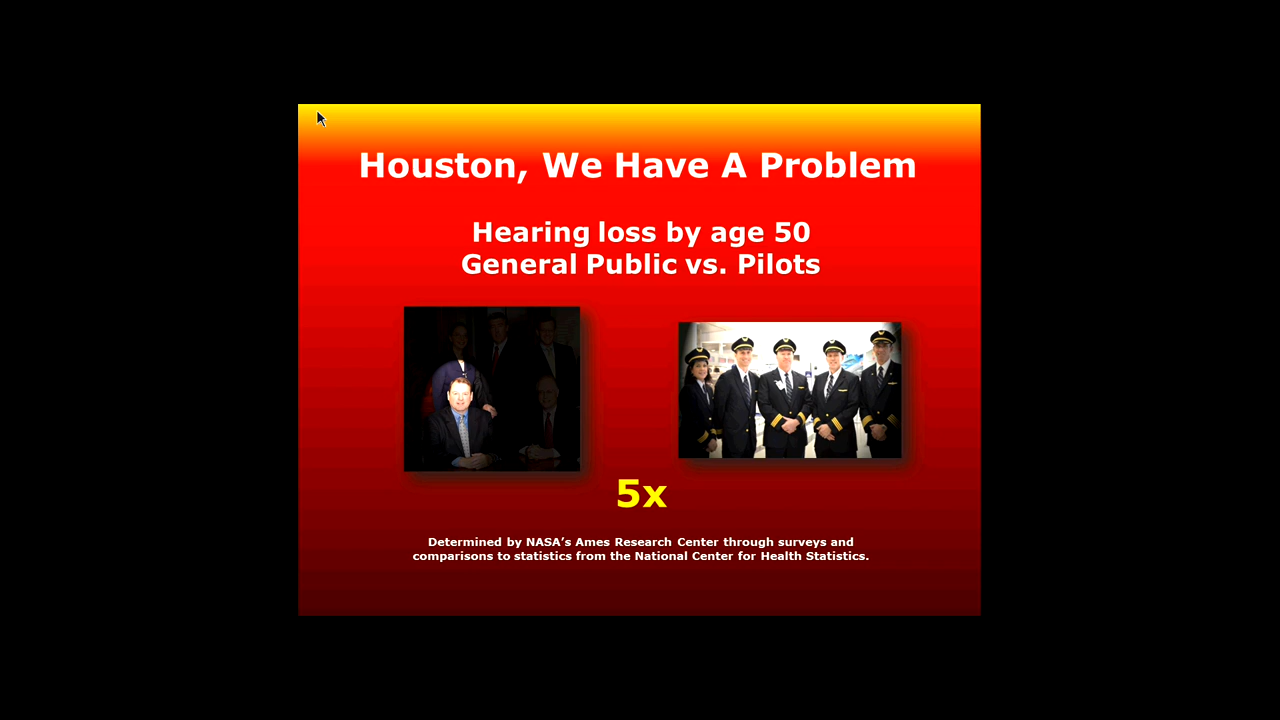 Houston, We Have A Problem
Hearing loss by age 50
General Public vs. Pilots
5x
Determined by NASA’s Ames Research Center through surveys and
comparisons to statistics from the National Center for Health Statistics.